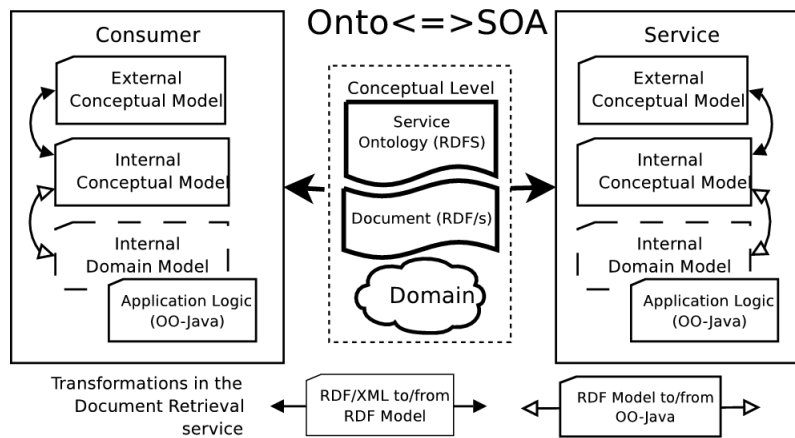 Onto<=>SOA
Consumer
External
Conceptual Model
Internal
Conceptual Model
Internal
Domain Model
Application Logic
(OO-Java)
Conceptual Level
Service
Ontology (RDFS)
Document (RDF/s)
Domain
Service
External
Conceptual Model
Internal
Conceptual Model
Internal
Domain Model
Application Logic
(OO-Java)
Transformations in the
Document Retrieval
service
RDF/XML to/from
RDF Model
RDF Model to/from
OO-Java